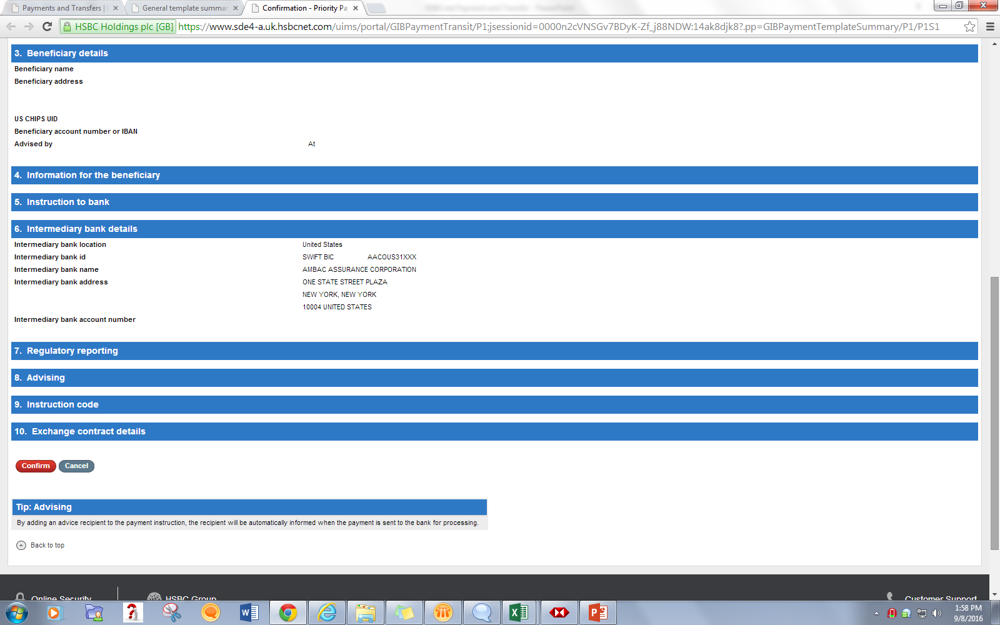 Payments and Transfers |
General template summar
Confirmation - Priority Pa
HSBC Holdings plc [GB] https://www.sde4-a.uk.hsbcnet.com/uims/portal/GIBPaymentTransit/P1;jsessionid=0000n2cVNSGv7BDyK-Zf_j88NDW:14ak8djk8?.pp=GIBPaymentTemplateSummary/P1/P1S1
3. Beneficiary details
Beneficiary name
Beneficiary address
US CHIPS UID
Beneficiary account number or IBAN
Advised by At
4. Information for the beneficiary
5. Instruction to bank
6. Intermediary bank details
Intermediary bank location United States
Intermediary bank id SWIFT BIC AACOUS31XXX
Intermediary bank name AMBAC ASSURANCE CORPORATION
Intermediary bank address ONE STATE STREET PLAZA
NEW YORK, NEW YORK
10004 UNITED STATES
Intermediary bank account number
7. Regulatory reporting
8. Advising
9. Instruction code
10. Exchange contract details
Confirm Cancel
Tip: Advising
By adding an advice recipient to the payment instruction, the recipient will be automatically informed when the payment is sent to the bank for processing.
Back to top
Online Security HSBC Group Customer Support
1:58 PM
9/8/2016